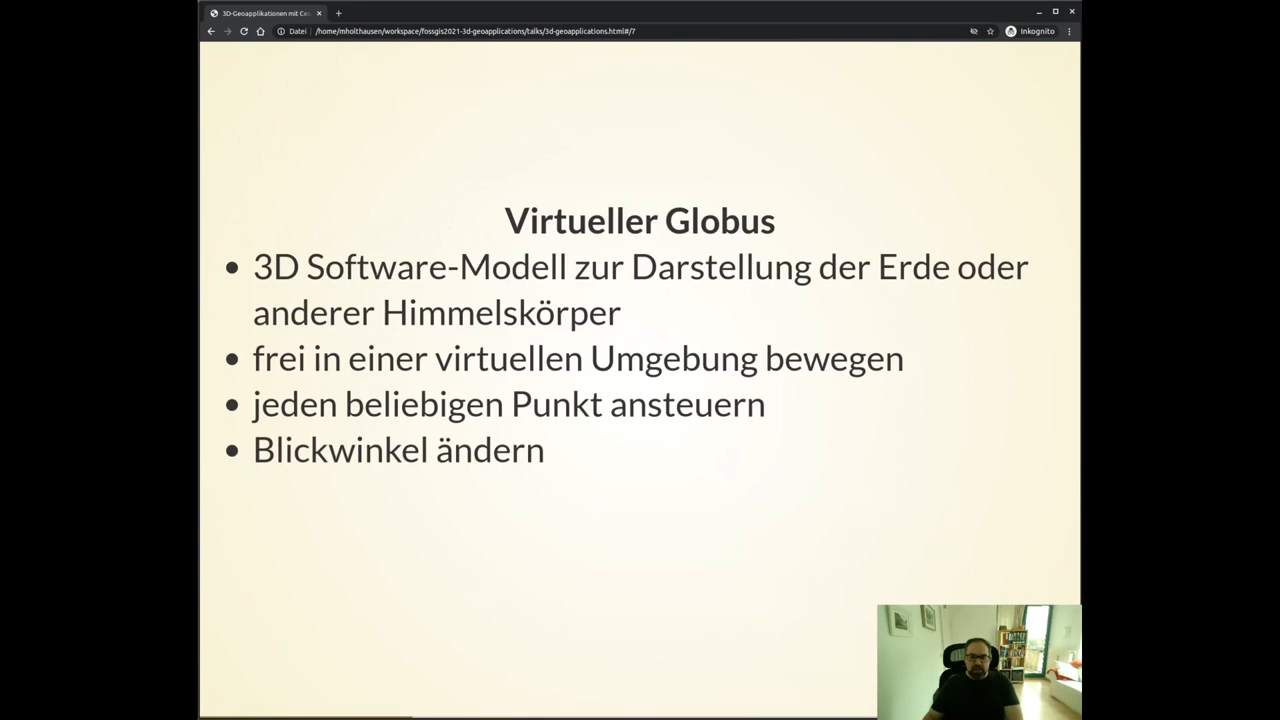 3D-Geoapplikationen mit Ce
Datei
/home/mholthausen/workspace/fossgis2021-3d-geoapplications/talks/3d-geoapplications.html#/7
Inkognito
Virtueller Globus
• 3D Software-Modell zur Darstellung der Erde oder
anderer Himmelskörper
• frei in einer virtuellen Umgebung bewegen
• jeden beliebigen Punkt ansteuern
• Blickwinkel ändern